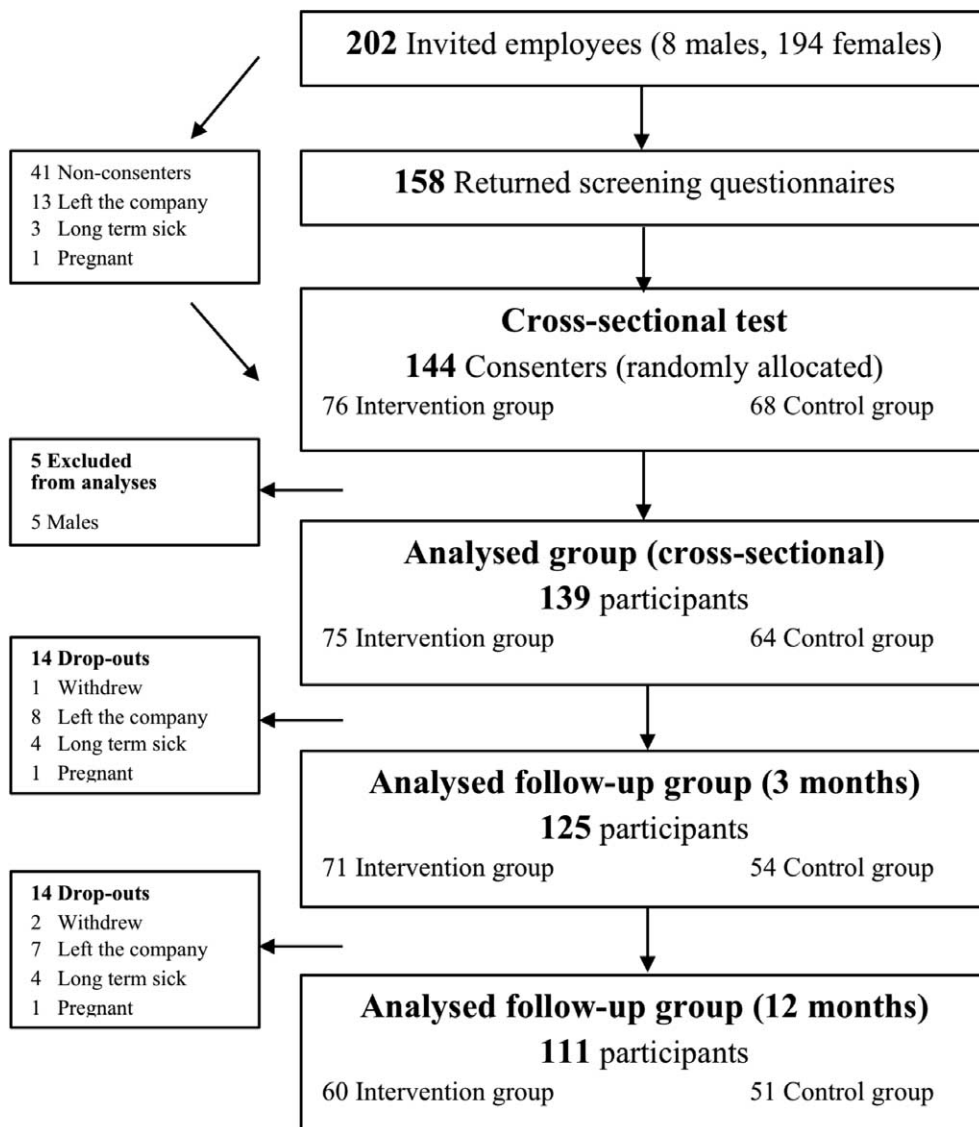 202 Invited employees (8 males, 194 females)
41 Non-consenters
13 Left the company
3 Long term sick
1 Pregnant
158 Returned screening questionnaires
Cross-sectional test
144 Consenters (randomly allocated)
76 Intervention group 68 Control group
5 Excluded
from analyses
5 Males
Analysed group (cross-sectional)
139 participants
75 Intervention group 64 Control group
14 Drop-outs
1 Withdrew
8 Left the company
4 Long term sick
1 Pregnant
Analysed follow-up group (3 months)
125 participants
71 Intervention group 54 Control group
14 Drop-outs
2 Withdrew
7 Left the company
4 Long term sick
1 Pregnant
Analysed follow-up group (12 months)
111 participants
60 Intervention group 51 Control group